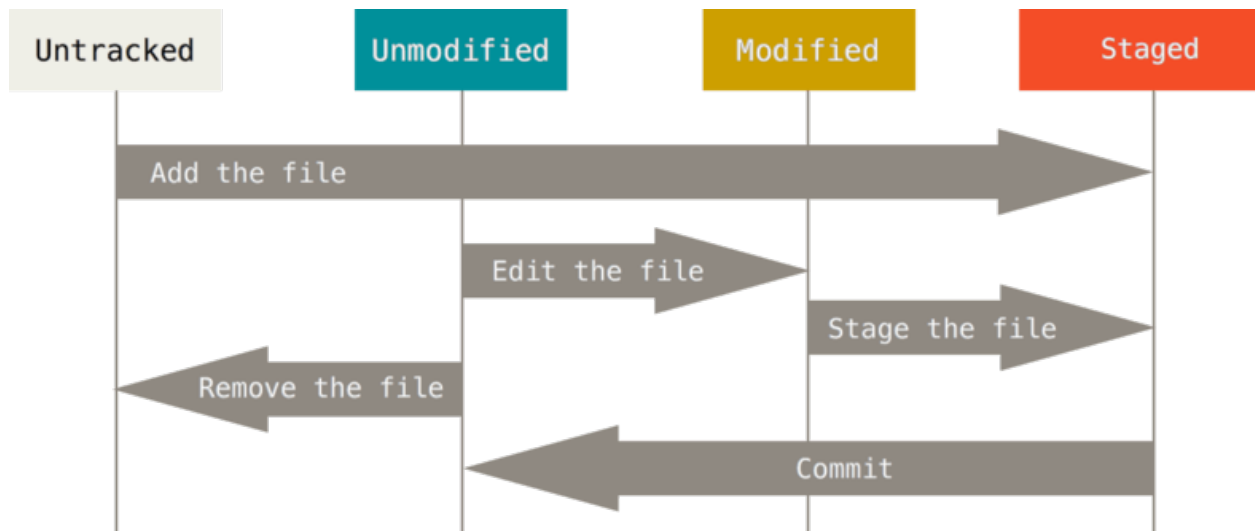 Untracked
Unmodified
Modified
Staged
Add the file
Edit the file
Stage the file
Remove the file
Commit